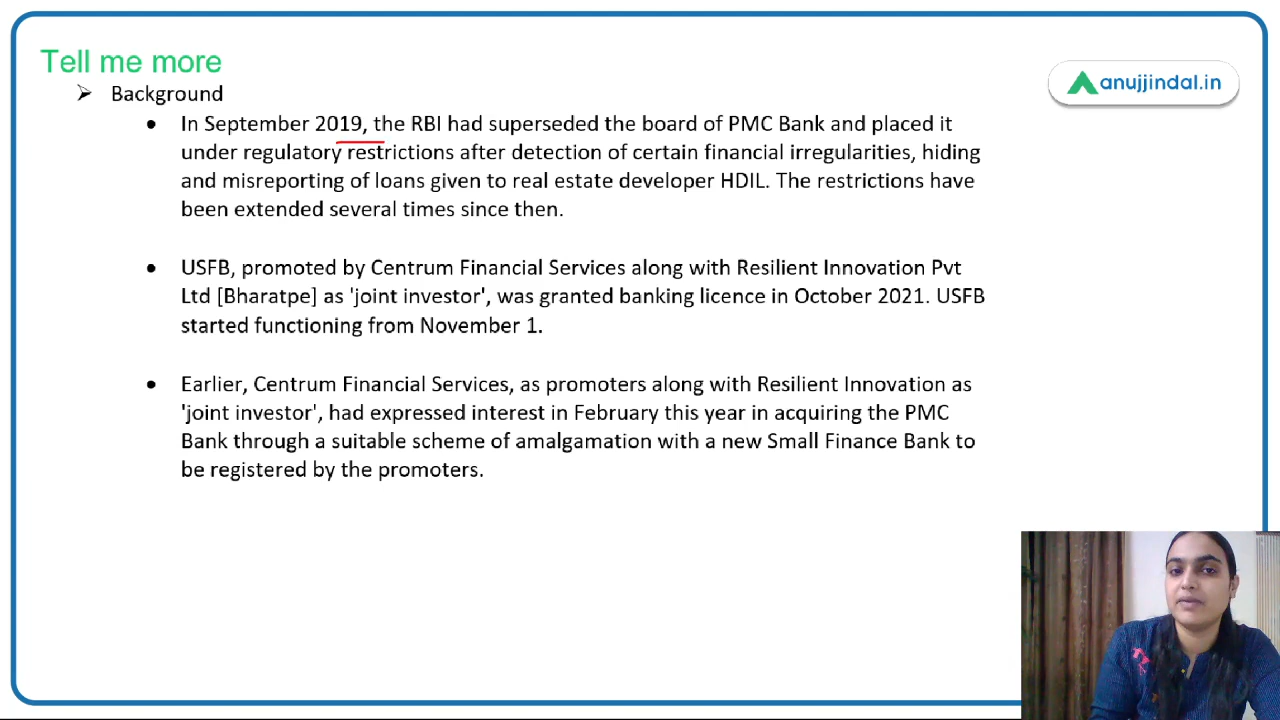 Tell me more
anujjindal.in
➢ Background
• In September 2019, the RBI had superseded the board of PMC Bank and placed it
under regulatory restrictions after detection of certain financial irregularities, hiding
and misreporting of loans given to real estate developer HDIL. The restrictions have
been extended several times since then.
• USFB, promoted by Centrum Financial Services along with Resilient Innovation Pvt
Ltd [Bharatpe] as 'joint investor', was granted banking licence in October 2021. USFB
started functioning from November 1.
• Earlier, Centrum Financial Services, as promoters along with Resilient Innovation as
'joint investor', had expressed interest in February this year in acquiring the PMC
Bank through a suitable scheme of amalgamation with a new Small Finance Bank to
be registered by the promoters.